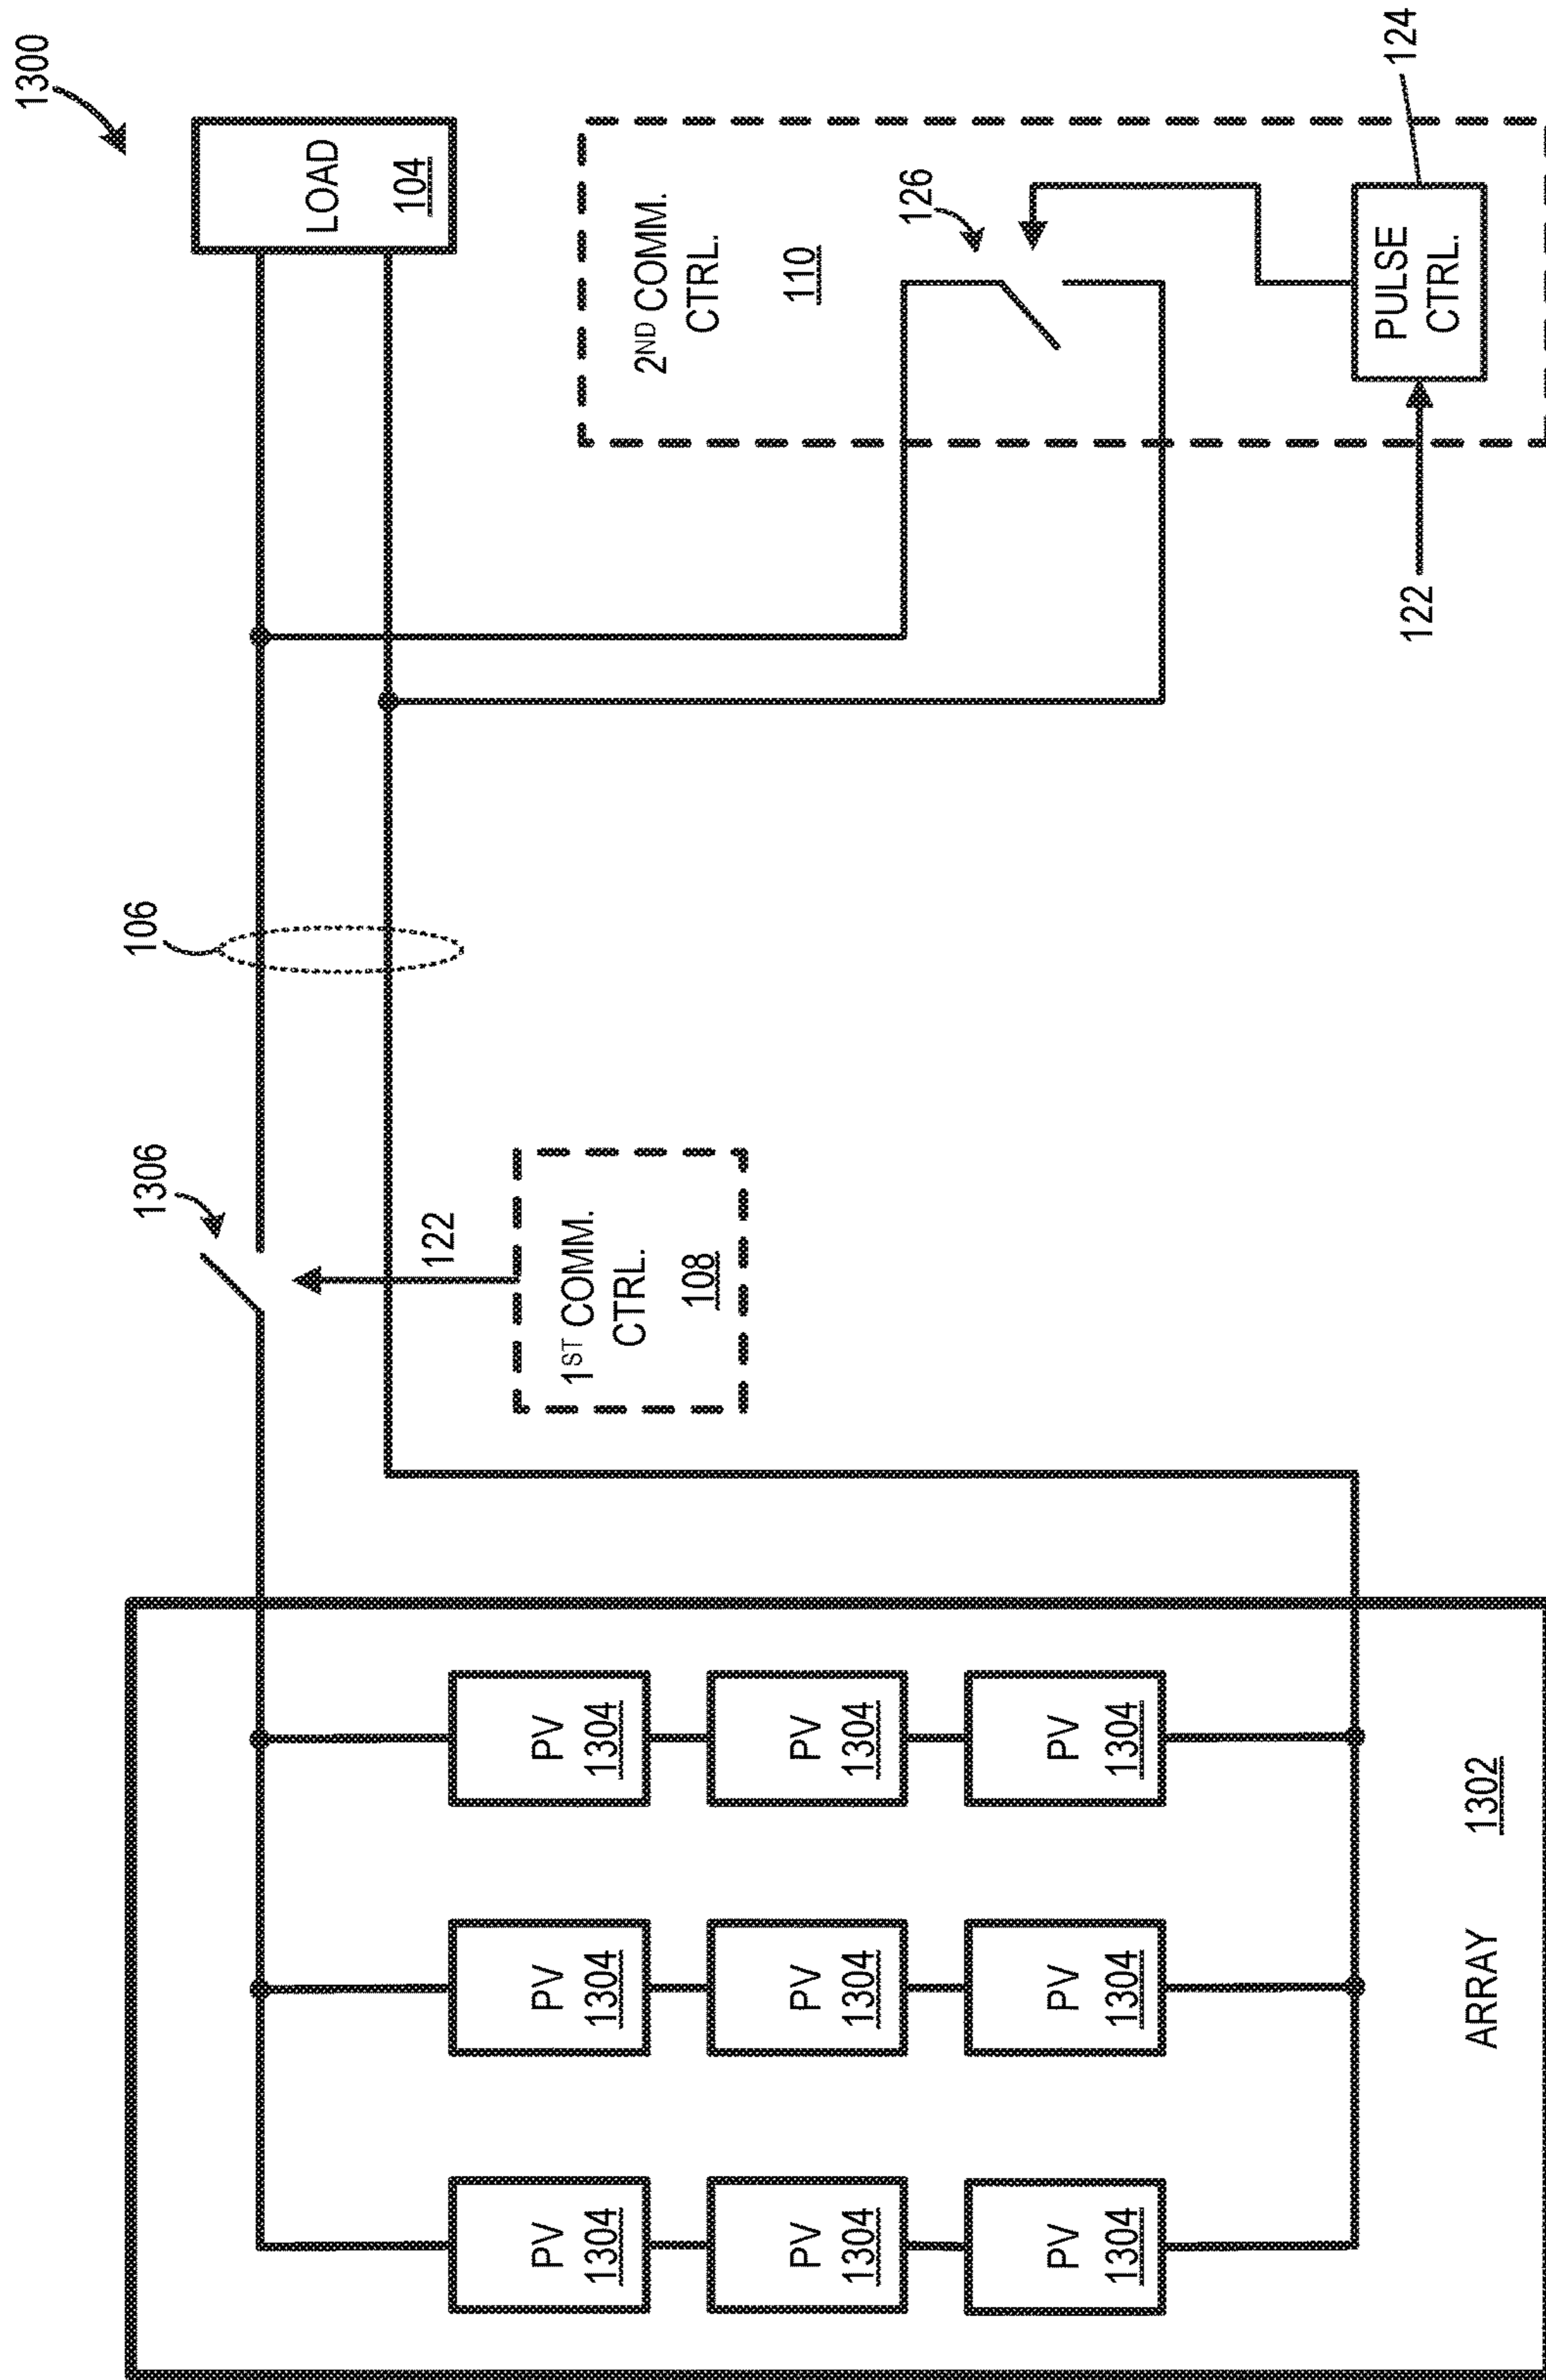 1300
LOAD
104
106
1306
122
1ST COMM.
CTRL.
108
2ND COMM.
CTRL.
110
126
PULSE
CTRL.
124
122
PV
1304
PV
1304
PV
1304
PV
1304
PV
1304
PV
1304
PV
1304
PV
1304
PV
1304
ARRAY 1302